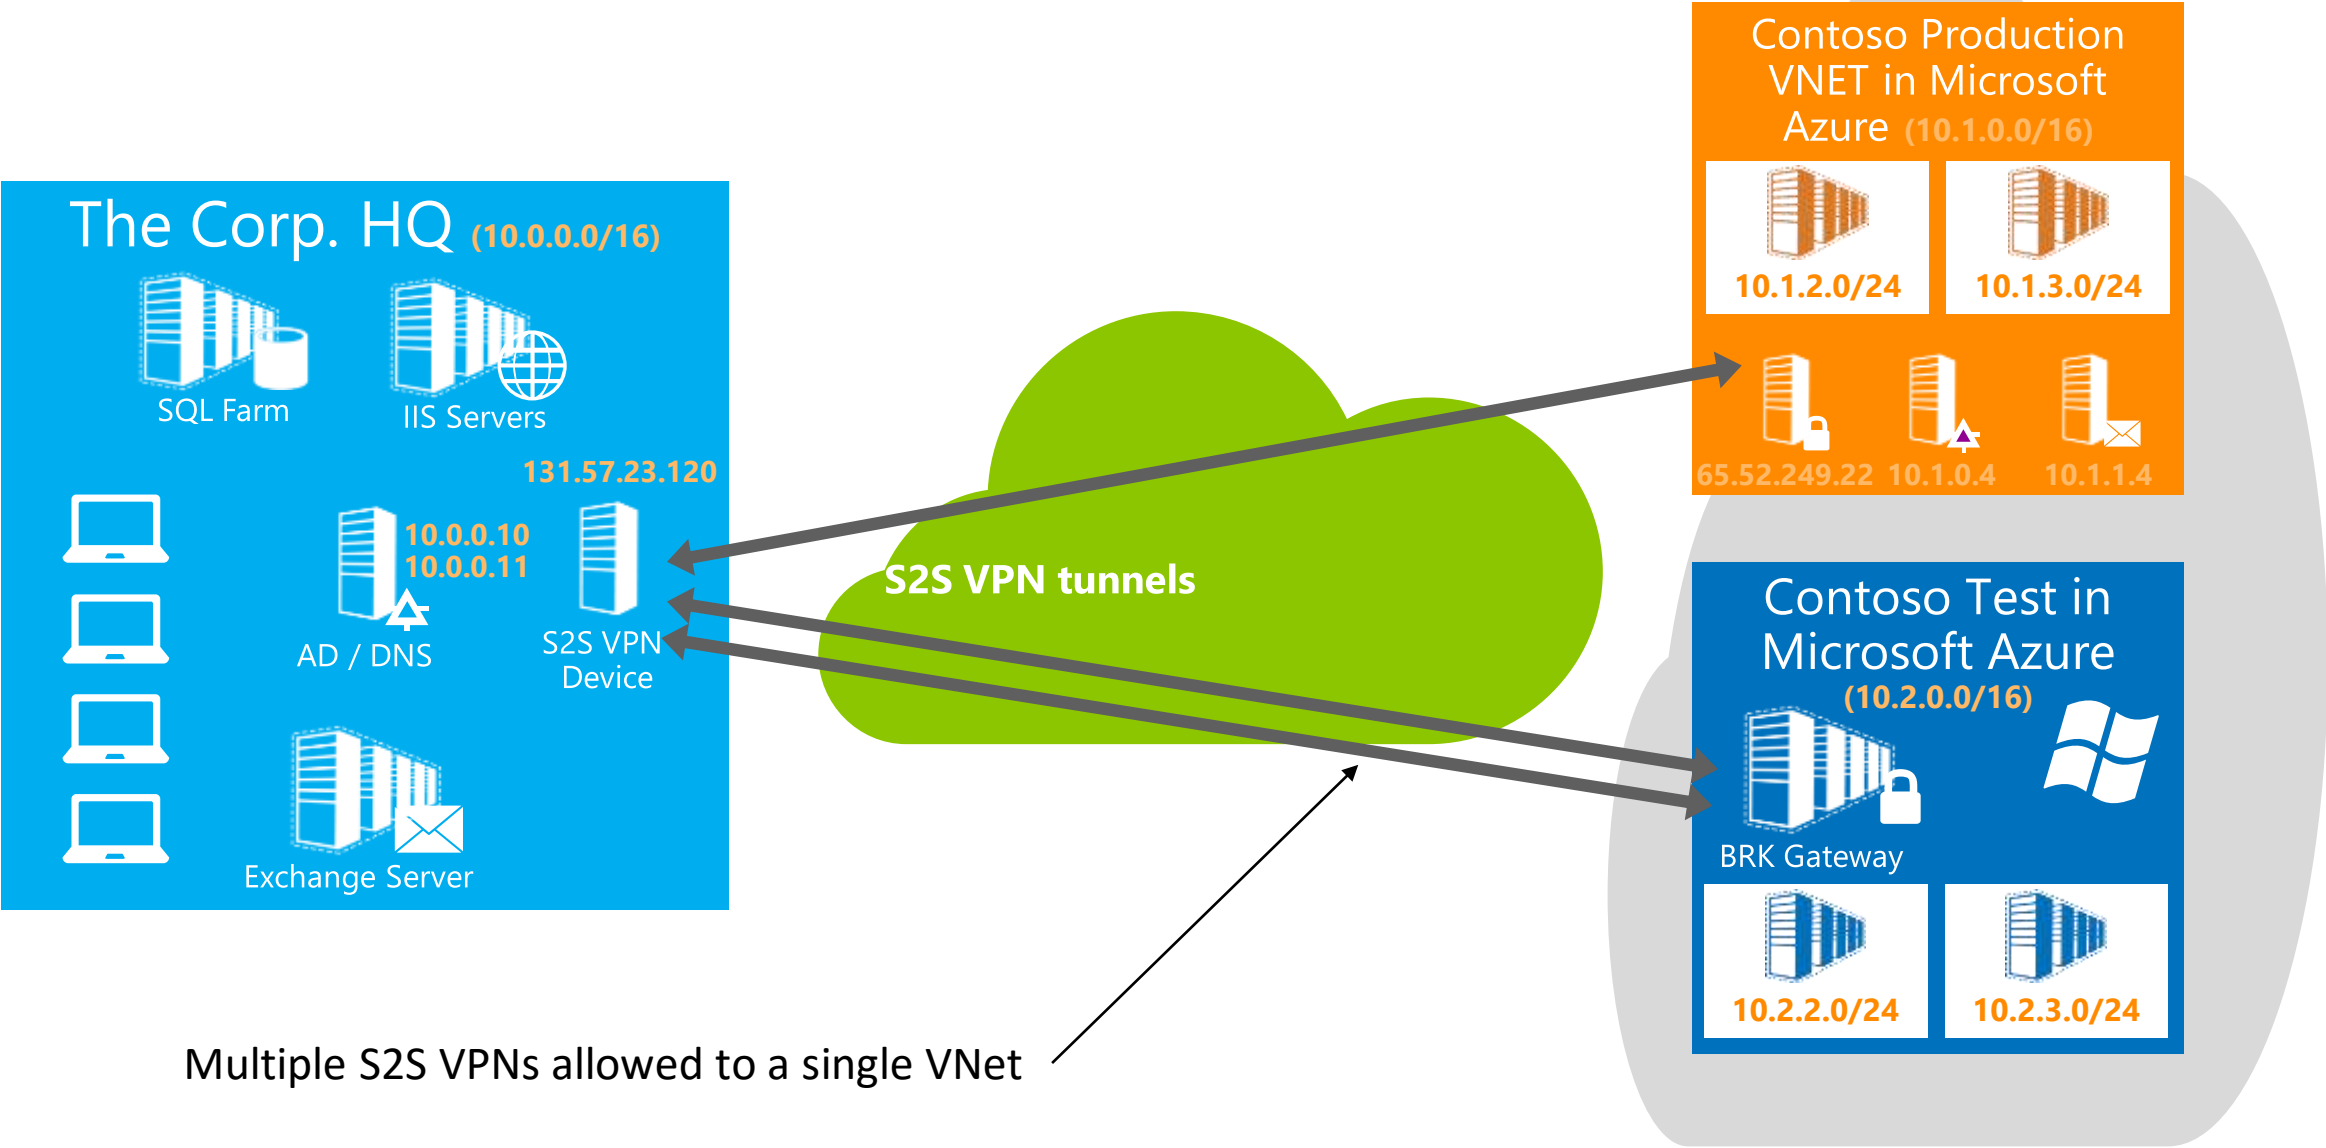 The Corp. HQ (10.0.0.0/16)
SQL Farm
IIS Servers
131.57.23.120
10.0.0.10
10.0.0.11
AD / DNS
S2S VPN
Device
Exchange Server
S2S VPN tunnels
Multiple S2S VPNs allowed to a single VNet
Contoso Production
VNET in Microsoft
Azure (10.1.0.0/16)
10.1.2.0/24
10.1.3.0/24
65.52.249.22
10.1.0.4
10.1.1.4
Contoso Test in
Microsoft Azure
(10.2.0.0/16)
BRK Gateway
10.2.2.0/24
10.2.3.0/24